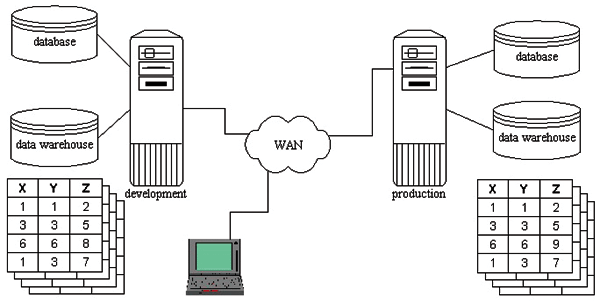 database
database
data warehouse
WAN
data warehouse
development
production
X Y Z
1 1 2
3 3 5
6 6 8
1 3 7
X Y Z
1 1 2
3 3 5
6 6 9
1 3 7